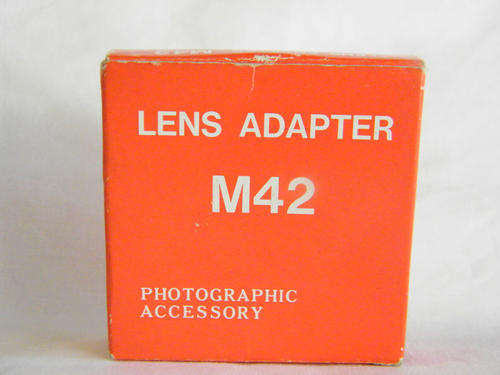 LENS ADAPTER
M42
PHOTOGRAPHIC
ACCESSORY